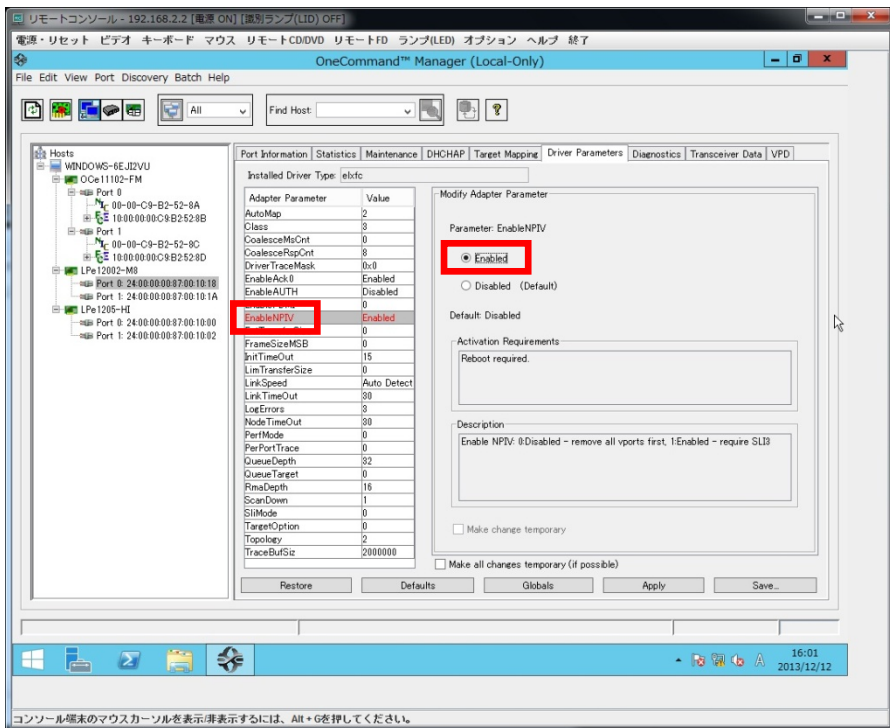 リモートコンソール - 192.168.2.2 [電源 ON] [識別ランプ(LID) OFF]
電源・リセット ビデオ キーボード マウス リモートCD/DVD リモートFD ランプ(LED) オプション ヘルプ 終了
OneCommand™ Manager (Local-Only)
File Edit View Port Discovery Batch Help
All
Find Host:
Hosts
WINDOWS-6EJI2VU
OCe11102-FM
Port 0
00-00-C9-B2-52-8A
10:00:00:00:C9:B2:52:8B
Port 1
00-00-C9-B2-52-8C
10:00:00:00:C9:B2:52:8D
LPe12002-M8
Port 0: 24:00:00:00:87:00:10:18
Port 1: 24:00:00:00:87:00:10:1A
LPe1205-HI
Port 0: 24:00:00:00:87:00:10:00
Port 1: 24:00:00:00:87:00:10:02
Port Information Statistics Maintenance DHCHAP Target Mapping Driver Parameters Diagnostics Transceiver Data VPD
Installed Driver Type: elxfc
Adapter Parameter Value
AutoMap 2
Class 3
CoalesceMsCnt 0
CoalesceRspCnt 8
DriverTraceMask 0x0
EnableAck0 Enabled
EnableAUTH Disabled
0
EnableNPIV Enabled
0
FrameSizeMSB 0
InitTimeOut 15
LimTransferSize 0
LinkSpeed Auto Detect
LinkTimeOut 30
LogErrors 3
NodeTimeOut 30
PerfMode 0
PerPortTrace 0
QueueDepth 32
QueueTarget 0
RmaDepth 16
ScanDown 1
SliMode 0
TargetOption 0
Topology 2
TraceBufSiz 2000000
Modify Adapter Parameter
Parameter: EnableNPIV
Enabled
Disabled (Default)
Default: Disabled
Activation Requirements
Reboot required.
Description
Enable NPIV: 0:Disabled - remove all vports first, 1:Enabled - require SLI3
Make change temporary
Make all changes temporary (if possible)
Restore Defaults Globals Apply Save...
A
16:01
2013/12/12
コンソール端末のマウスカーソルを表示/非表示するには、Alt + Gを押してください。